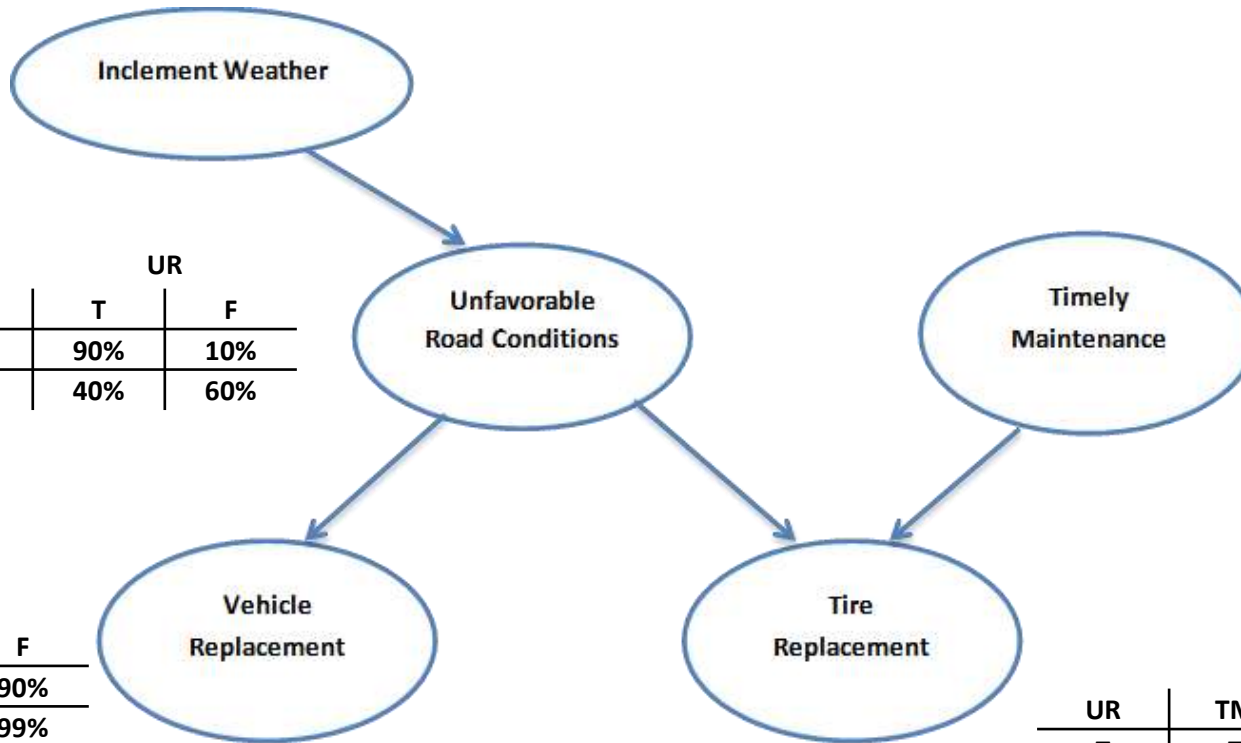 Inclement Weather
UR
T F
90% 10%
40% 60%
Unfavorable
Road Conditions
Timely
Maintenance
Vehicle
Replacement
Tire
Replacement
F
90%
99%
UR